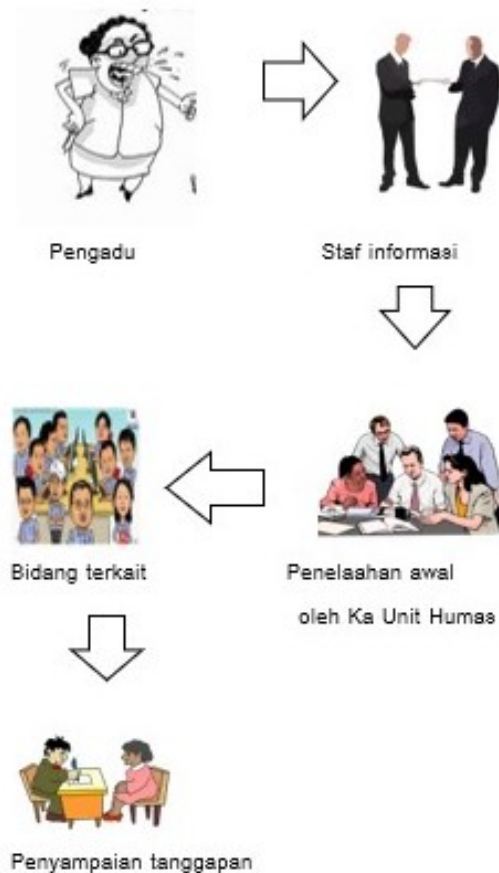 Pengadu
Staf informasi
Penelaahan awal
oleh Ka Unit Humas
Bidang terkait
Penyampaian tanggapan